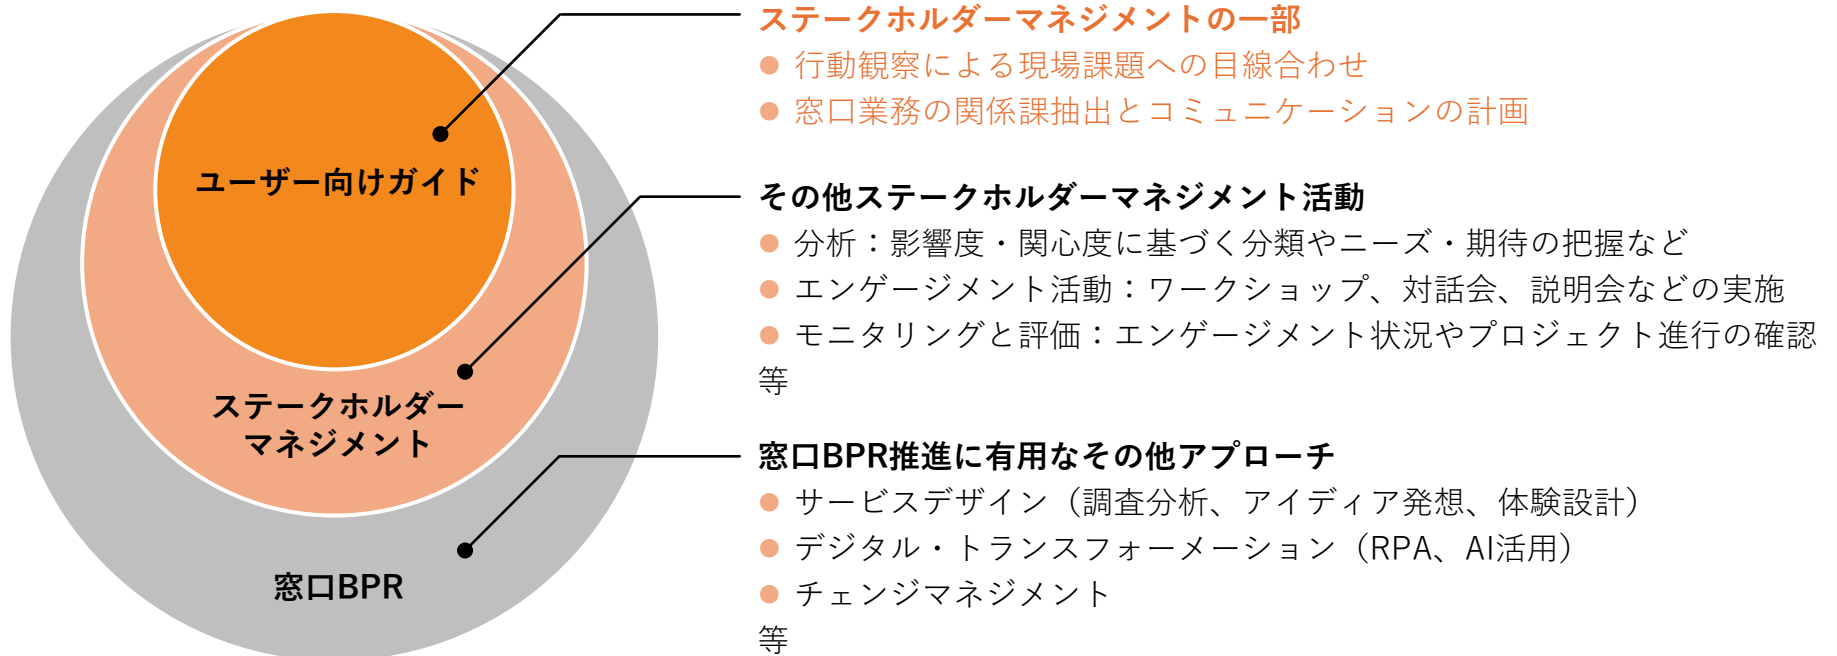 ステークホルダーマネジメントの一部
● 行動観察による現場課題への目線合わせ
● 窓口業務の関係課抽出とコミュニケーションの計画
ユーザー向けガイド
その他ステークホルダーマネジメント活動
● 分析：影響度・関心度に基づく分類やニーズ・期待の把握など
● エンゲージメント活動：ワークショップ、対話会、説明会などの実施
● モニタリングと評価：エンゲージメント状況やプロジェクト進行の確認
等
ステークホルダー
マネジメント
窓口BPR推進に有用なその他アプローチ
● サービスデザイン（調査分析、アイディア発想、体験設計）
● デジタル・トランスフォーメーション（RPA、AI活用）
● チェンジマネジメント
等
窓口BPR